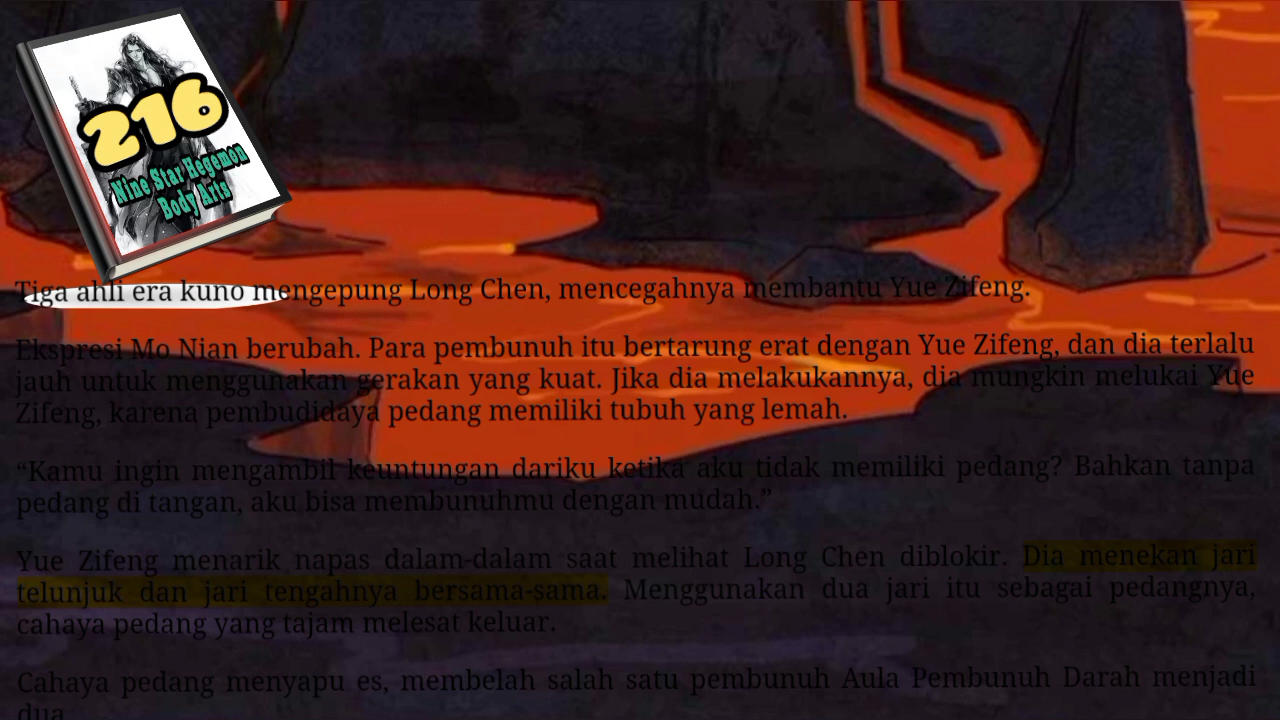 216
Nine Star Hegemon
Body Arts
Tiga ahli era kuno mengepung Long Chen, mencegahnya membantu Yue Zifeng.
Ekspresi Mo Nian berubah. Para pembunuh itu bertarung erat dengan Yue Zifeng, dan dia terlalu
jauh untuk menggunakan gerakan yang kuat. Jika dia melakukannya, dia mungkin melukai Yue
Zifeng, karena pembudidaya pedang memiliki tubuh yang lemah.
“Kamu ingin mengambil keuntungan dariku ketika aku tidak memiliki pedang? Bahkan tanpa
pedang di tangan, aku bisa membunuhmu dengan mudah.”
Yue Zifeng menarik napas dalam-dalam saat melihat Long Chen diblokir. Dia menekan jari
telunjuk dan jari tengahnya bersama-sama. Menggunakan dua jari itu sebagai pedangnya,
cahaya pedang yang tajam melesat keluar.
Cahaya pedang menyapu es, membelah salah satu pembunuh Aula Pembunuh Darah menjadi
dua